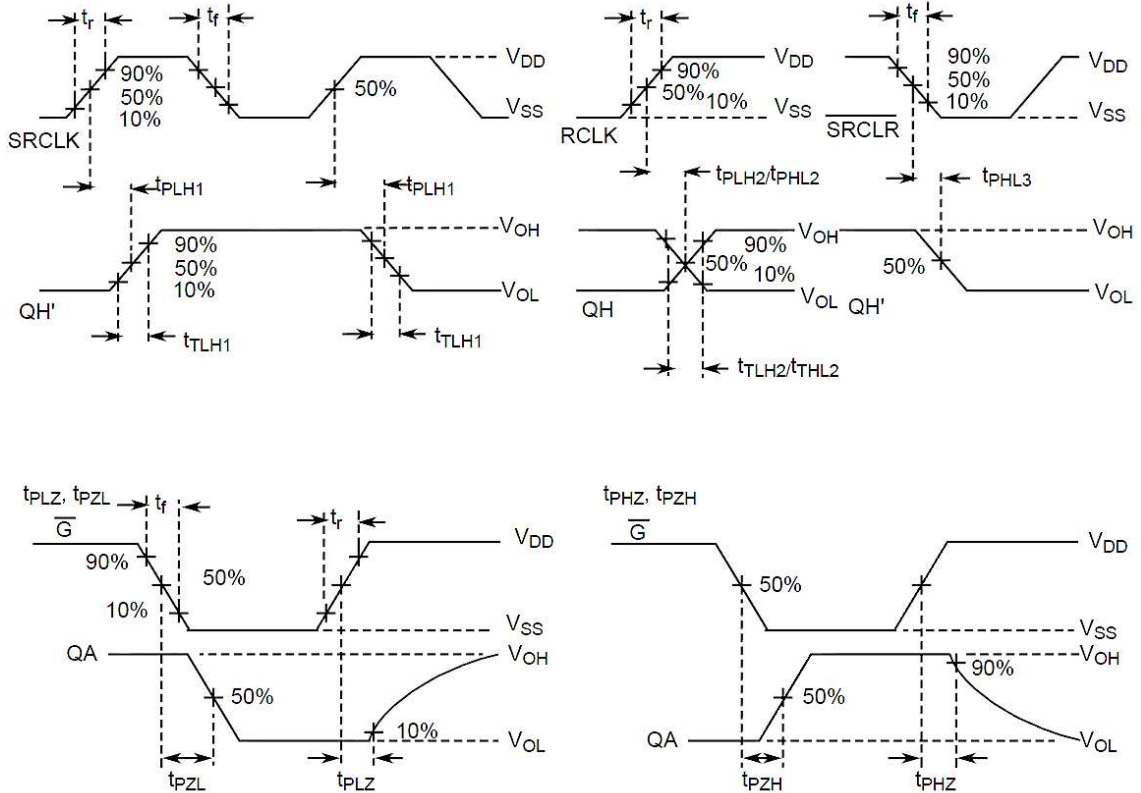 tr tf tr tf
90% 50% 10% 50% VDD VSS
SRCLK
90% 50% 10% VDD VSS
RCLK
90% 50% 10% VDD VSS
SRCLR
tPLH1 tPLH1 tPLH2/tPHL2 tPHL3
90% 50% 10% VOH VOL
QH'
90% 50% 10% VOH VOL
QH
50% VOH VOL
QH'
tTLH1 tTLH1 tTLH2/tTHL2
tPLZ, tPZL tf tr
G
90% 50% 10% VDD VSS
QA 50% 10% VOH VOL
tPZL tPLZ
tPHZ, tPZH
G
50% VDD VSS
90% 50% VOH VOL
QA
tPZH tPHZ